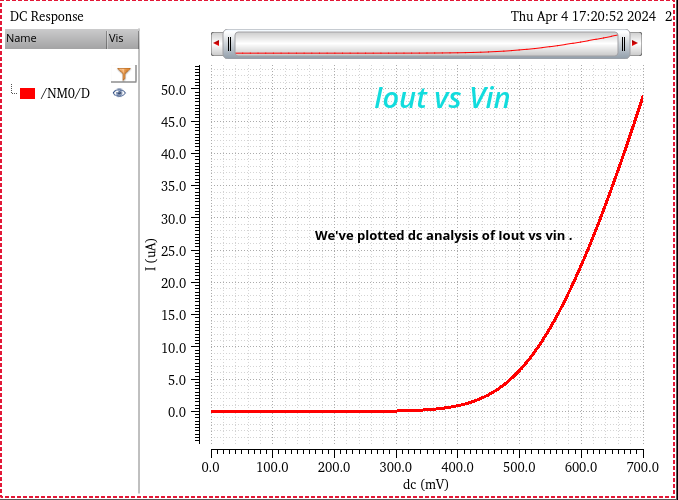 DC Response
Thu Apr 4 17:20:52 2024 2
Name Vis
/NM0/D
Iout vs Vin
We've plotted dc analysis of Iout vs vin .
I (uA)
50.0
45.0
40.0
35.0
30.0
25.0
20.0
15.0
10.0
5.0
0.0
0.0 100.0 200.0 300.0 400.0 500.0 600.0 700.0
dc (mV)